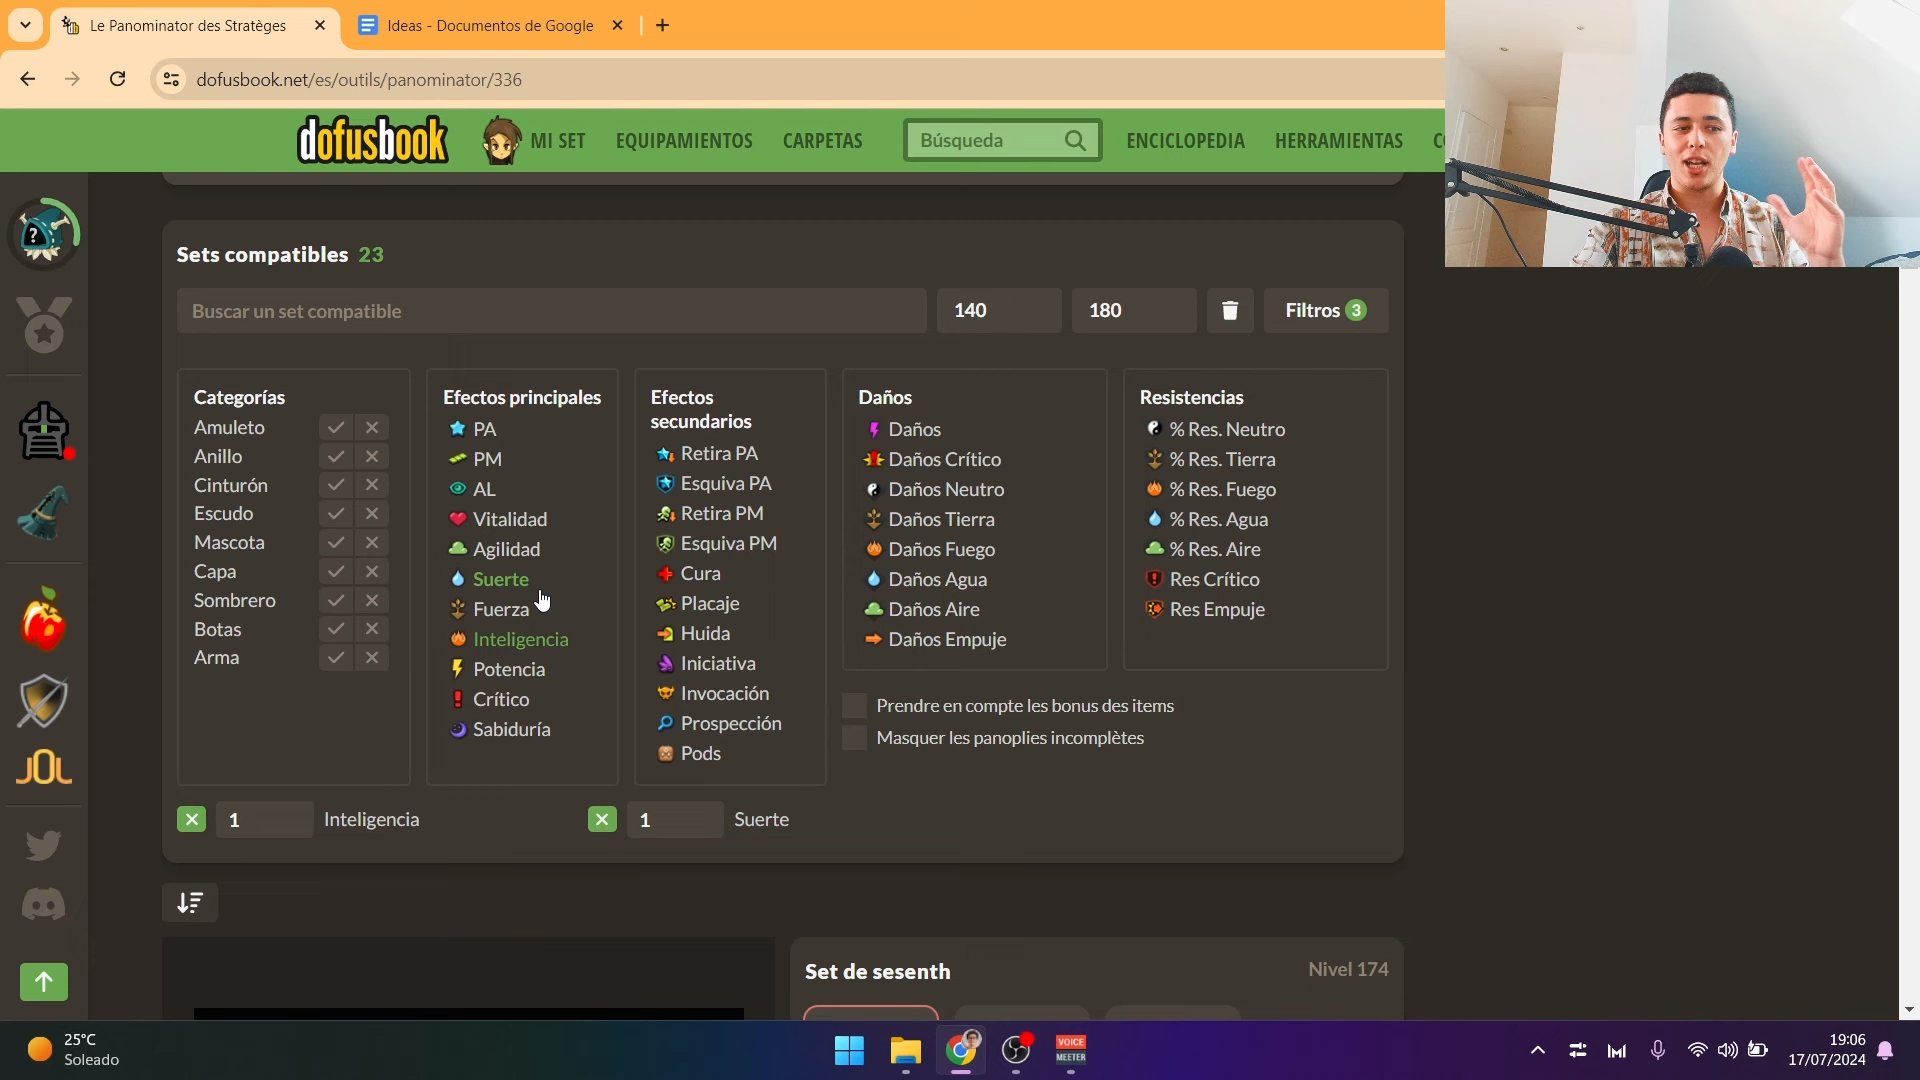 Le Panominator des Stratèges
Ideas - Documentos de Google
dofusbook.net/es/outils/panominator/336
dofusbook
MI SET
EQUIPAMIENTOS
CARPETAS
Búsqueda
ENCICLOPEDIA
HERRAMIENTAS
Sets compatibles 23
Buscar un set compatible
140
180
Filtros 3
Categorías
Amuleto
Anillo
Cinturón
Escudo
Mascota
Capa
Sombrero
Botas
Arma
Efectos principales
PA
PM
AL
Vitalidad
Agilidad
Suerte
Fuerza
Inteligencia
Potencia
Crítico
Sabiduría
Efectos
secundarios
Retira PA
Esquiva PA
Retira PM
Esquiva PM
Cura
Placaje
Huida
Iniciativa
Invocación
Prospección
Pods
Daños
Daños
Daños Crítico
Daños Neutro
Daños Tierra
Daños Fuego
Daños Agua
Daños Aire
Daños Empuje
Resistencias
% Res. Neutro
% Res. Tierra
% Res. Fuego
% Res. Agua
% Res. Aire
Res Crítico
Res Empuje
Prendre en compte les bonus des items
Masquer les panoplies incomplètes
1 Inteligencia
1 Suerte
Set de sesenth
Nivel 174
JOL
25°C
Soleado
VOICE
MEETER
19:06
17/07/2024